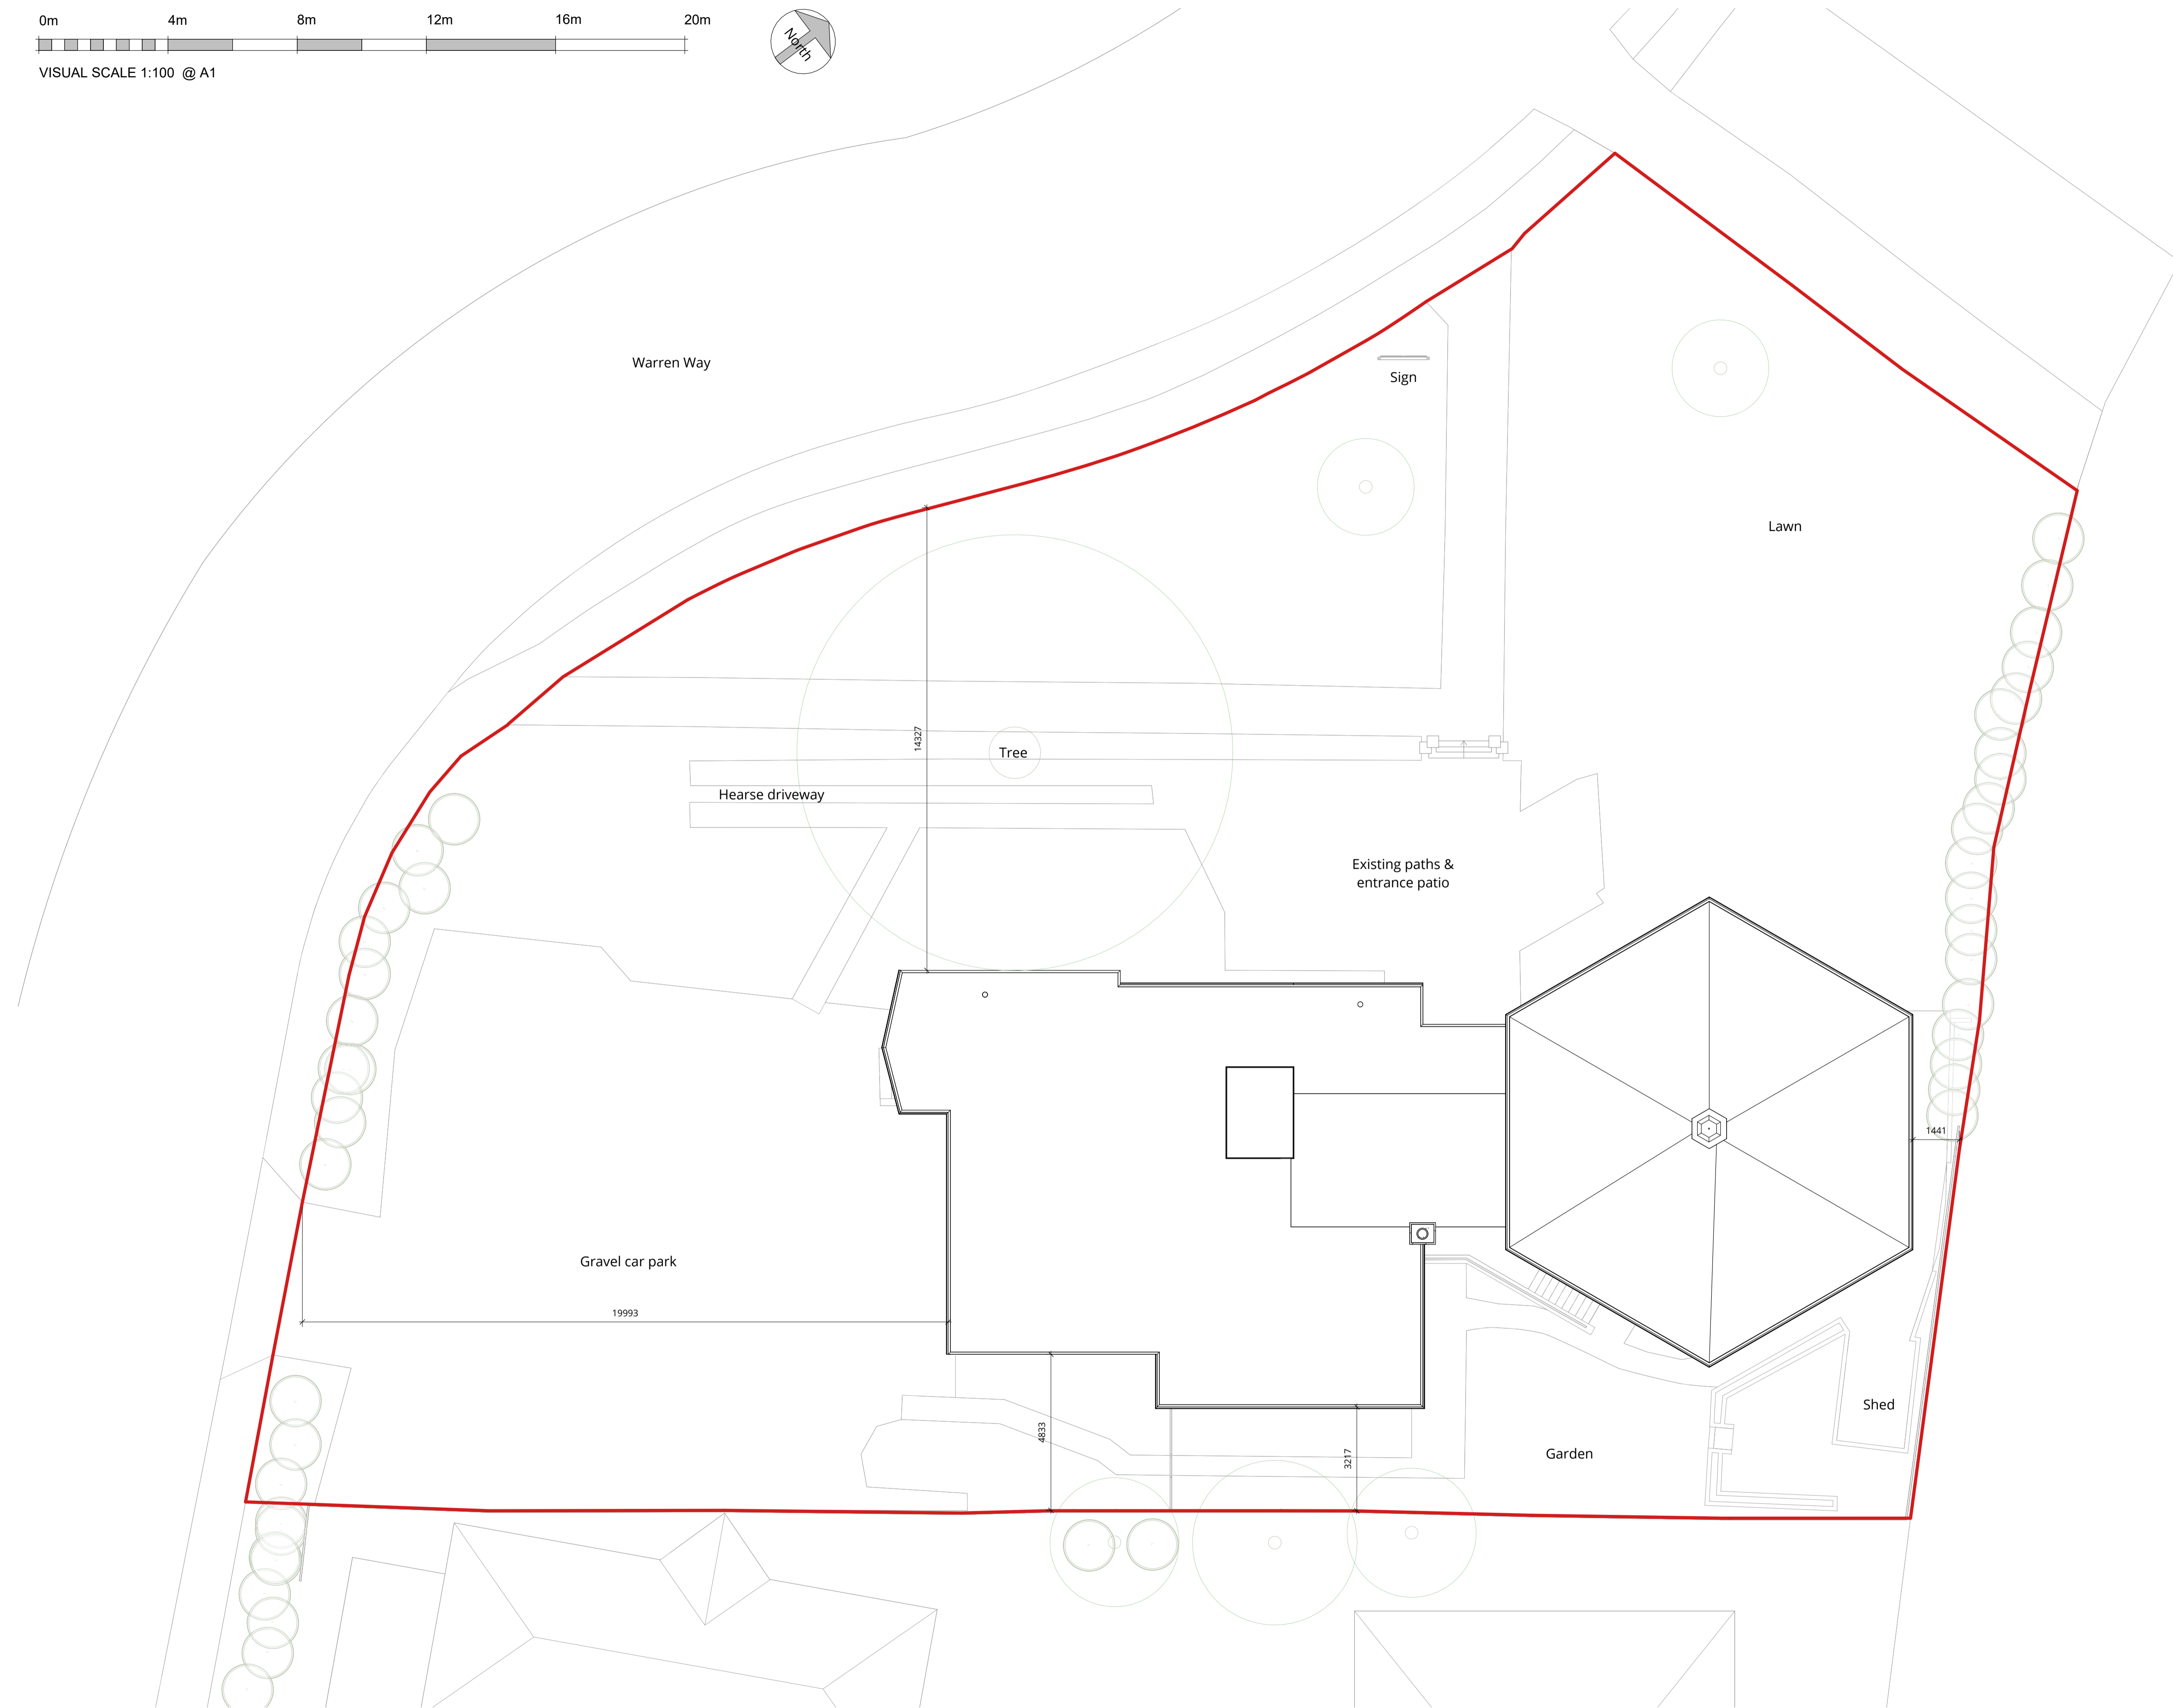 0m 4m 8m 12m 16m 20m
VISUAL SCALE 1:100 @ A1
North
Warren Way
Sign
Lawn
14327
Tree
Hearse driveway
Existing paths &
entrance patio
1441
Gravel car park
19993
4833
3217
Shed
Garden